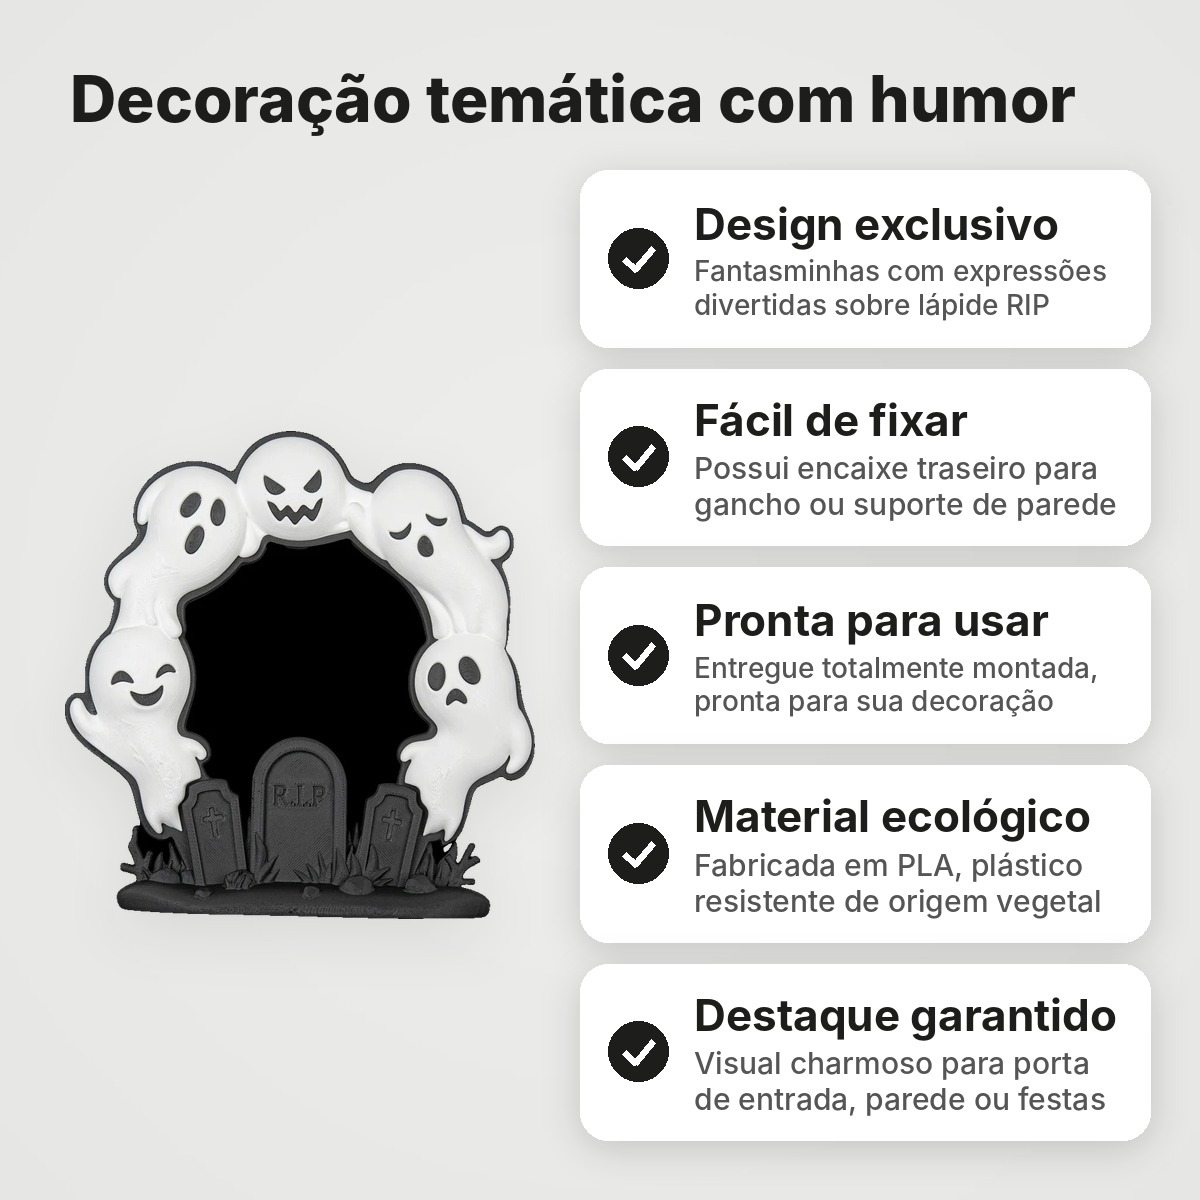 Decoração temática com humor
Design exclusivo
Fantasminhas com expressões
divertidas sobre lápide RIP
Fácil de fixar
Possui encaixe traseiro para
gancho ou suporte de parede
Pronta para usar
Entregue totalmente montada,
pronta para sua decoração
Material ecológico
Fabricada em PLA, plástico
resistente de origem vegetal
Destaque garantido
Visual charmoso para porta
de entrada, parede ou festas
R.I.P